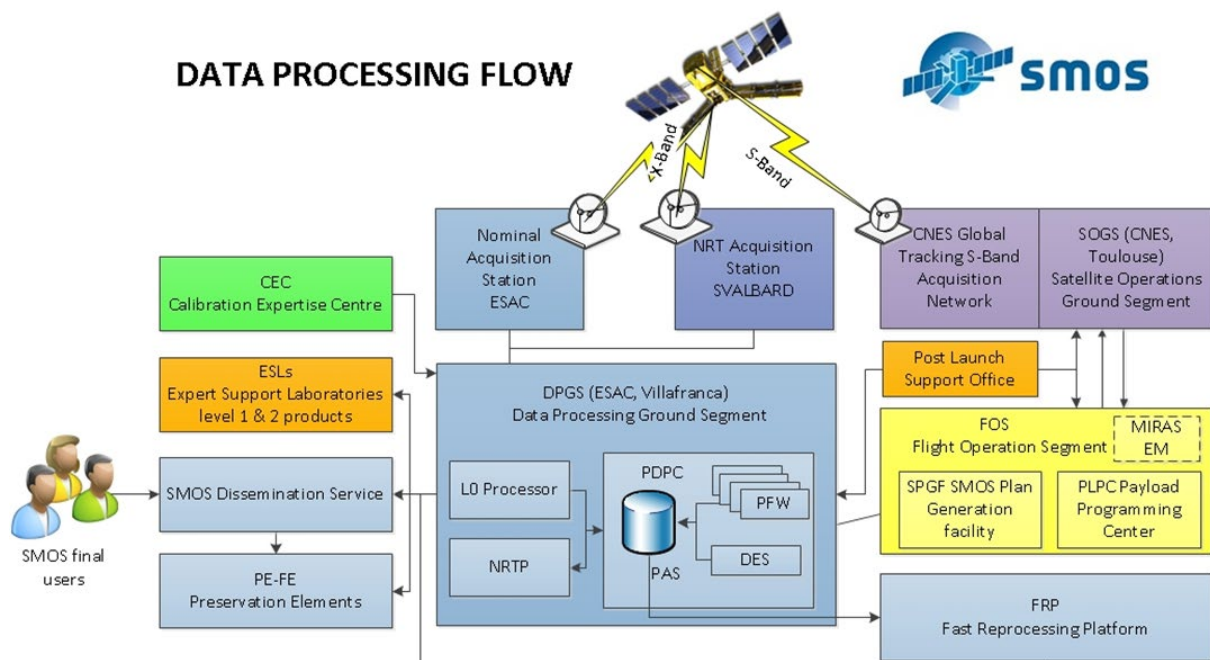 DATA PROCESSING FLOW
smos
X-Band
S-Band
Nominal
Acquisition
Station
ESAC
NRT Acquisition
Station
SVALBARD
CNES Global
Tracking S-Band
Acquisition
Network
SOGS (CNES,
Toulouse)
Satellite Operations
Ground Segment
CEC
Calibration Expertise Centre
ESLs
Expert Support Laboratories
level 1 & 2 products
Post Launch
Support Office
DPGS (ESAC, Villafranca)
Data Processing Ground Segment
FOS
Flight Operation Segment
MIRAS
EM
SPGF SMOS Plan
Generation
facility
PLPC Payload
Programming
Center
SMOS final
users
SMOS Dissemination Service
PE-FE
Preservation Elements
L0 Processor
NRTP
PDPC
PAS
PFW
DES
FRP
Fast Reprocessing Platform